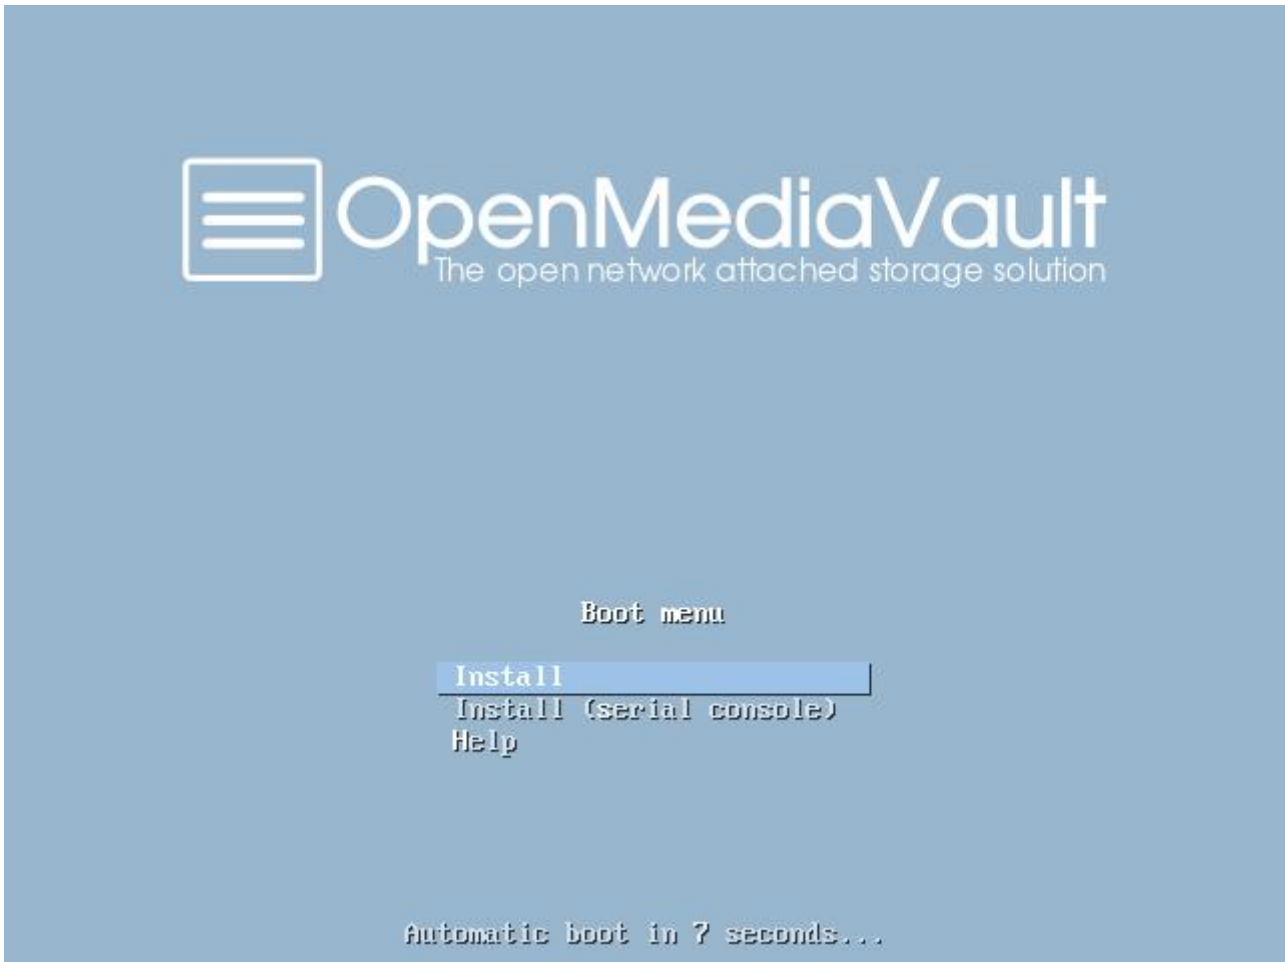 OpenMediaVault
The open network attached storage solution
Boot menu
Install
Install (serial console)
Help
Automatic boot in 7 seconds...